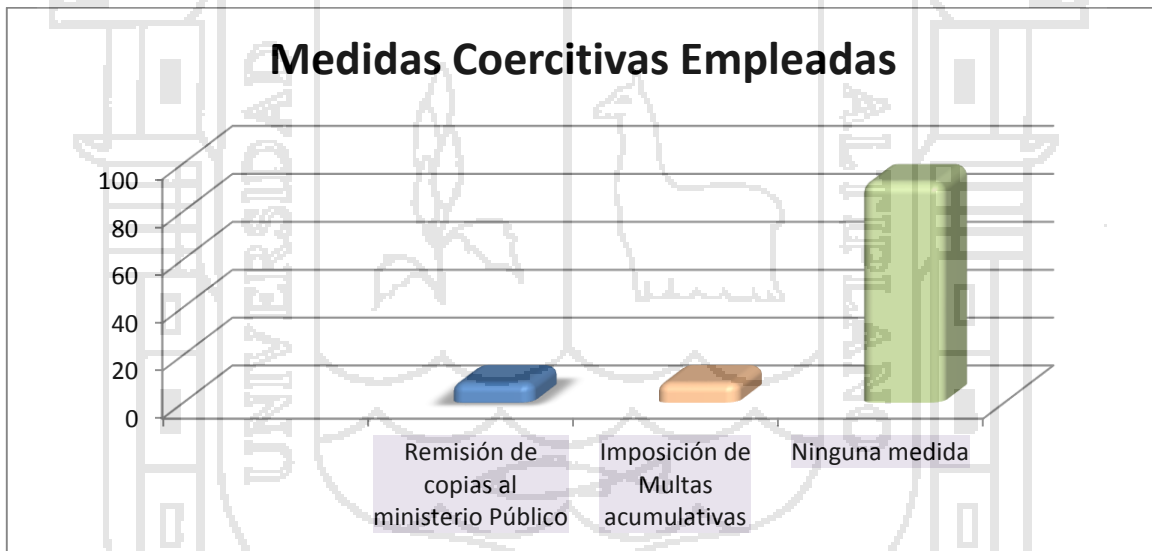 Medidas Coercitivas Empleadas
100
80
60
40
20
0
Remisión de
copias al
ministerio Público
Imposición de
Multas
acumulativas
Ninguna medida
UNIVERSIDAD